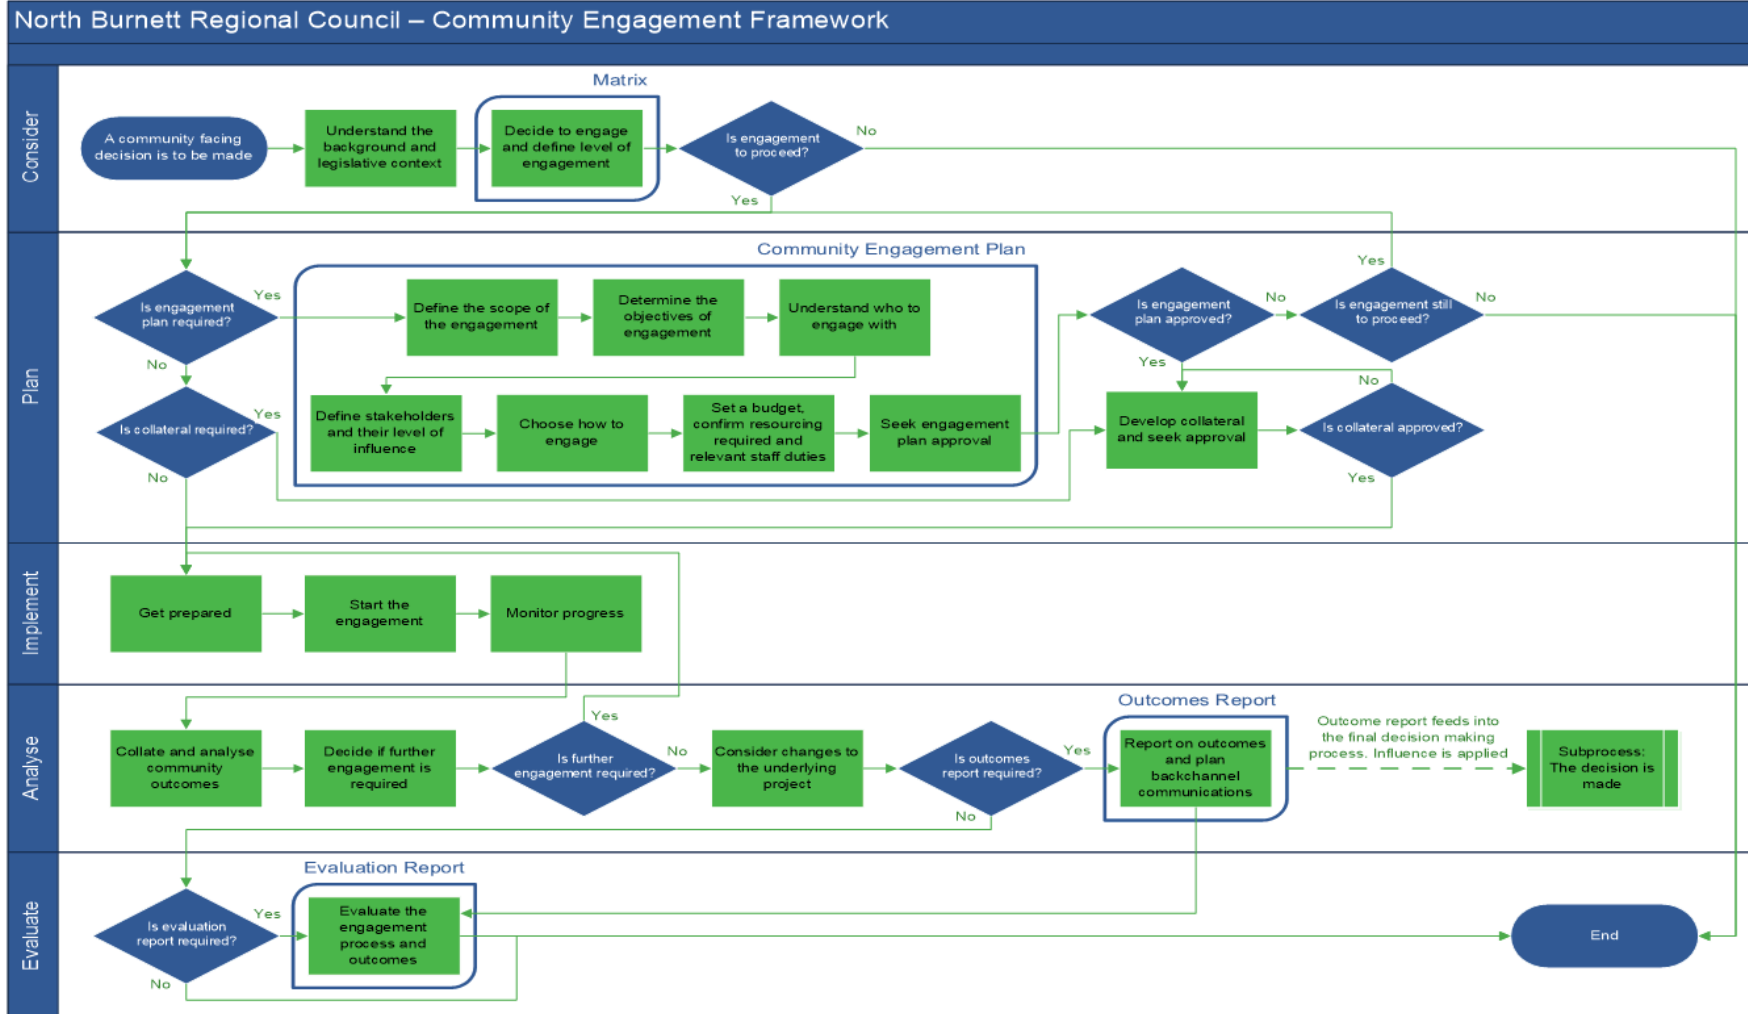 North Burnett Regional Council – Community Engagement Framework
Consider
Matrix
A community facing
decision is to be made
Understand the
background and
legislative context
Decide to engage
and define level of
engagement
Is engagement
to proceed?
No
Yes
Plan
Community Engagement Plan
Is engagement
plan required?
Yes
No
Define the scope of
the engagement
Determine the
objectives of
engagement
Understand who to
engage with
Is engagement
plan approved?
No
Yes
Is engagement still
to proceed?
Yes
No
Is collateral required?
Yes
No
Define stakeholders
and their level of
influence
Choose how to
engage
Set a budget,
confirm resourcing
required and
relevant staff duties
Seek engagement
plan approval
Develop collateral
and seek approval
Is collateral approved?
No
Yes
Implement
Get prepared
Start the
engagement
Monitor progress
Analyse
Collate and analyse
community
outcomes
Decide if further
engagement is
required
Is further
engagement required?
Yes
No
Consider changes to
the underlying
project
Is outcomes
report required?
Yes
No
Outcomes Report
Report on outcomes
and plan
backchannel
communications
Outcome report feeds into
the final decision making
process. Influence is applied
Subprocess:
The decision is
made
Evaluate
Evaluation Report
Is evaluation
report required?
Yes
No
Evaluate the
engagement
process and
outcomes
End